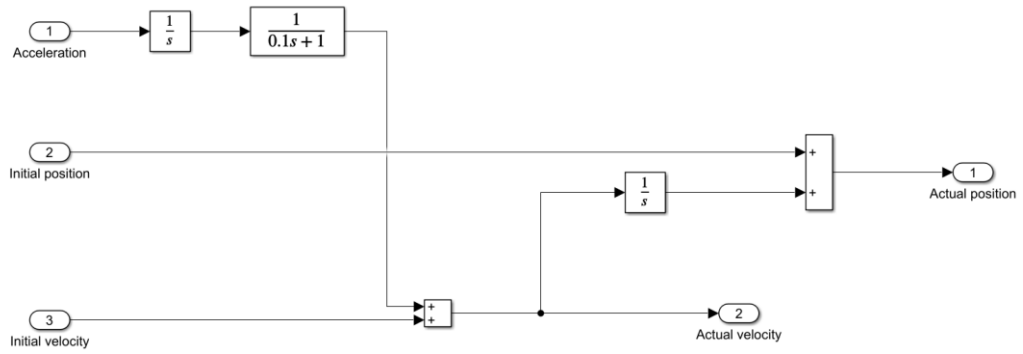 1
Acceleration
1
s
1
0.1s + 1
2
Initial position
+
+
1
s
1
Actual position
3
Initial velocity
+
+
2
Actual velocity